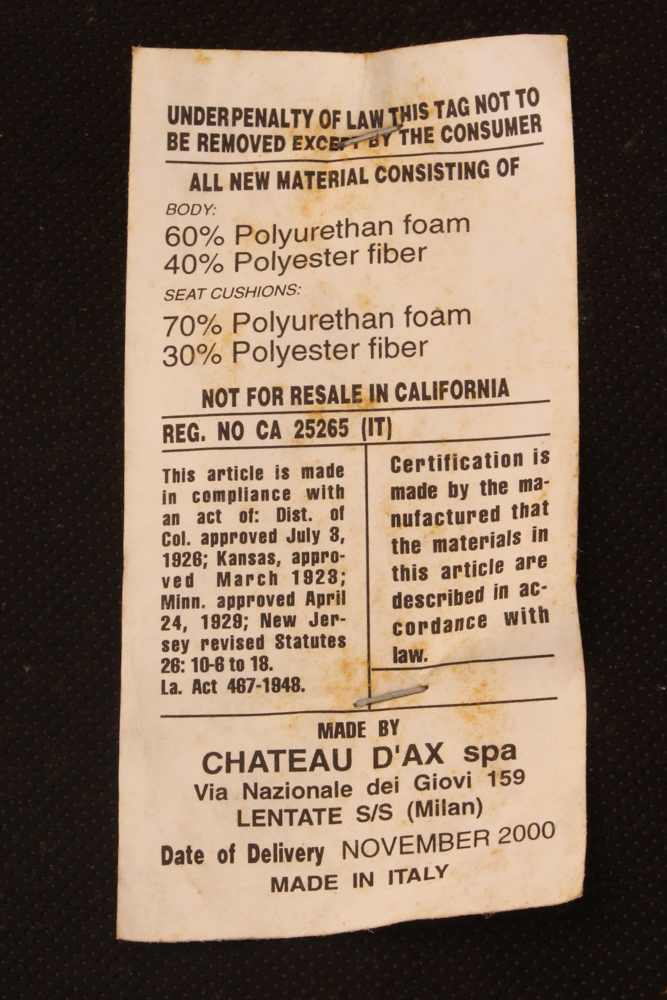 UNDER PENALTY OF LAW THIS TAG NOT TO
BE REMOVED EXCEPT BY THE CONSUMER
ALL NEW MATERIAL CONSISTING OF
BODY:
60% Polyurethan foam
40% Polyester fiber
SEAT CUSHIONS:
70% Polyurethan foam
30% Polyester fiber
NOT FOR RESALE IN CALIFORNIA
REG. NO CA 25265 (IT)
This article is made
in compliance with
an act of: Dist. of
Col. approved July 3,
1926; Kansas, appro-
ved March 1923;
Minn. approved April
24, 1929; New Jer-
sey revised Statutes
26: 10-6 to 18.
La. Act 467-1948.
Certification is
made by the ma-
nufactured that
the materials in
this article are
described in ac-
cordance with
law.
MADE BY
CHATEAU D'AX spa
Via Nazionale dei Giovi 159
LENTATE S/S (Milan)
Date of Delivery NOVEMBER 2000
MADE IN ITALY